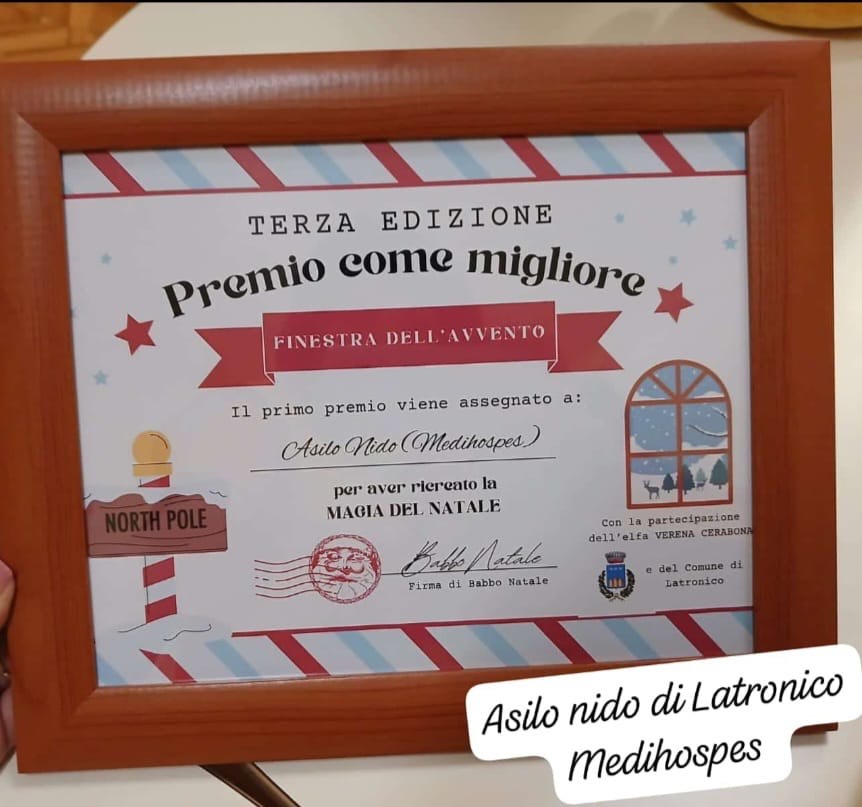 TERZA EDIZIONE
Premio come migliore
FINESTRA DELL'AVVENTO
Il primo premio viene assegnato a:
Asilo Nido (Medihospes)
per aver ricreato la
MAGIA DEL NATALE
NORTH POLE
Babbo Natale
Firma di Babbo Natale
Con la partecipazione
dell'elfa VERENA CERABONA
e del Comune di
Latronico
Asilo nido di Latronico
Medihospes